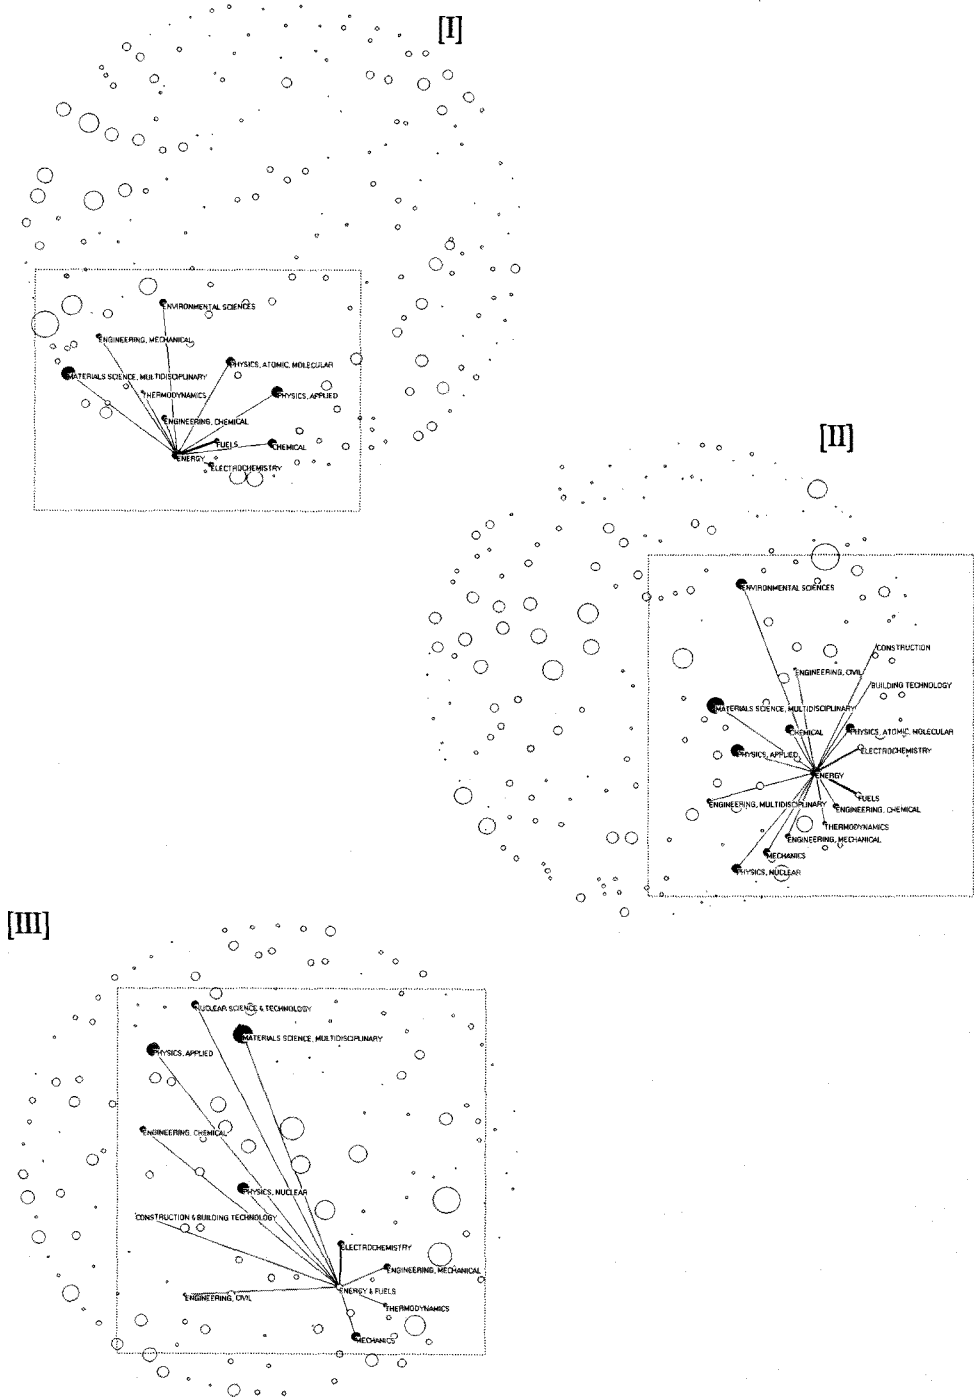 [I]
ENVIRONMENTAL SCIENCES
ENGINEERING, MECHANICAL
PHYSICS, ATOMIC, MOLECULAR
MATERIALS SCIENCE, MULTIDISCIPLINARY
THERMODYNAMICS
PHYSICS, APPLIED
ENGINEERING, CHEMICAL
FUELS
CHEMICAL
ENERGY
ELECTROCHEMISTRY
[II]
ENVIRONMENTAL SCIENCES
CONSTRUCTION
ENGINEERING, CIVIL
BUILDING TECHNOLOGY
MATERIALS SCIENCE, MULTIDISCIPLINARY
CHEMICAL
PHYSICS, ATOMIC, MOLECULAR
PHYSICS, APPLIED
ELECTROCHEMISTRY
ENERGY
FUELS
ENGINEERING, MULTIDISCIPLINARY
ENGINEERING, CHEMICAL
THERMODYNAMICS
ENGINEERING, MECHANICAL
MECHANICS
PHYSICS, NUCLEAR
[III]
NUCLEAR SCIENCE & TECHNOLOGY
MATERIALS SCIENCE, MULTIDISCIPLINARY
PHYSICS, APPLIED
ENGINEERING, CHEMICAL
PHYSICS, NUCLEAR
CONSTRUCTION & BUILDING TECHNOLOGY
ELECTROCHEMISTRY
ENGINEERING, MECHANICAL
ENERGY & FUELS
ENGINEERING, CIVIL
THERMODYNAMICS
MECHANICS